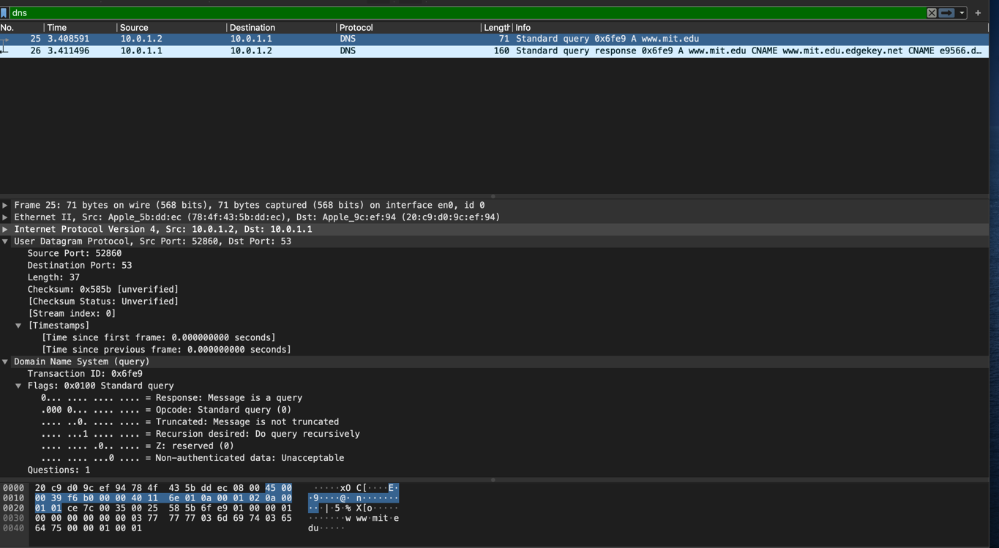 dns
No. Time Source Destination Protocol Length Info
25 3.408591 10.0.1.2 10.0.1.1 DNS 71 Standard query 0x6fe9 A www.mit.edu
26 3.411496 10.0.1.1 10.0.1.2 DNS 160 Standard query response 0x6fe9 A www.mit.edu CNAME www.mit.edu.edgekey.net CNAME e9566.d…
Frame 25: 71 bytes on wire (568 bits), 71 bytes captured (568 bits) on interface en0, id 0
Ethernet II, Src: Apple_5b:dd:ec (78:4f:43:5b:dd:ec), Dst: Apple_9c:ef:94 (20:c9:d0:9c:ef:94)
Internet Protocol Version 4, Src: 10.0.1.2, Dst: 10.0.1.1
User Datagram Protocol, Src Port: 52860, Dst Port: 53
Source Port: 52860
Destination Port: 53
Length: 37
Checksum: 0x585b [unverified]
[Checksum Status: Unverified]
[Stream index: 0]
[Timestamps]
[Time since first frame: 0.000000000 seconds]
[Time since previous frame: 0.000000000 seconds]
Domain Name System (query)
Transaction ID: 0x6fe9
Flags: 0x0100 Standard query
0... .... .... .... = Response: Message is a query
.000 0... .... .... = Opcode: Standard query (0)
.... ..0. .... .... = Truncated: Message is not truncated
.... ...1 .... .... = Recursion desired: Do query recursively
.... .... .0.. .... = Z: reserved (0)
.... .... ...0 .... = Non-authenticated data: Unacceptable
Questions: 1
0000 20 c9 d0 9c ef 94 78 4f 43 5b dd ec 08 00 45 00 ·····xO C[····E·
0010 00 39 f6 b0 00 00 40 11 6e 01 0a 00 01 02 0a 00 ·9····@· n·······
0020 01 01 ce 7c 00 35 00 25 58 5b 6f e9 01 00 00 01 ···|·5·% X[o·····
0030 00 00 00 00 00 00 03 77 77 77 03 6d 69 74 03 65 ·······w ww·mit·e
0040 64 75 00 00 01 00 01 du·····